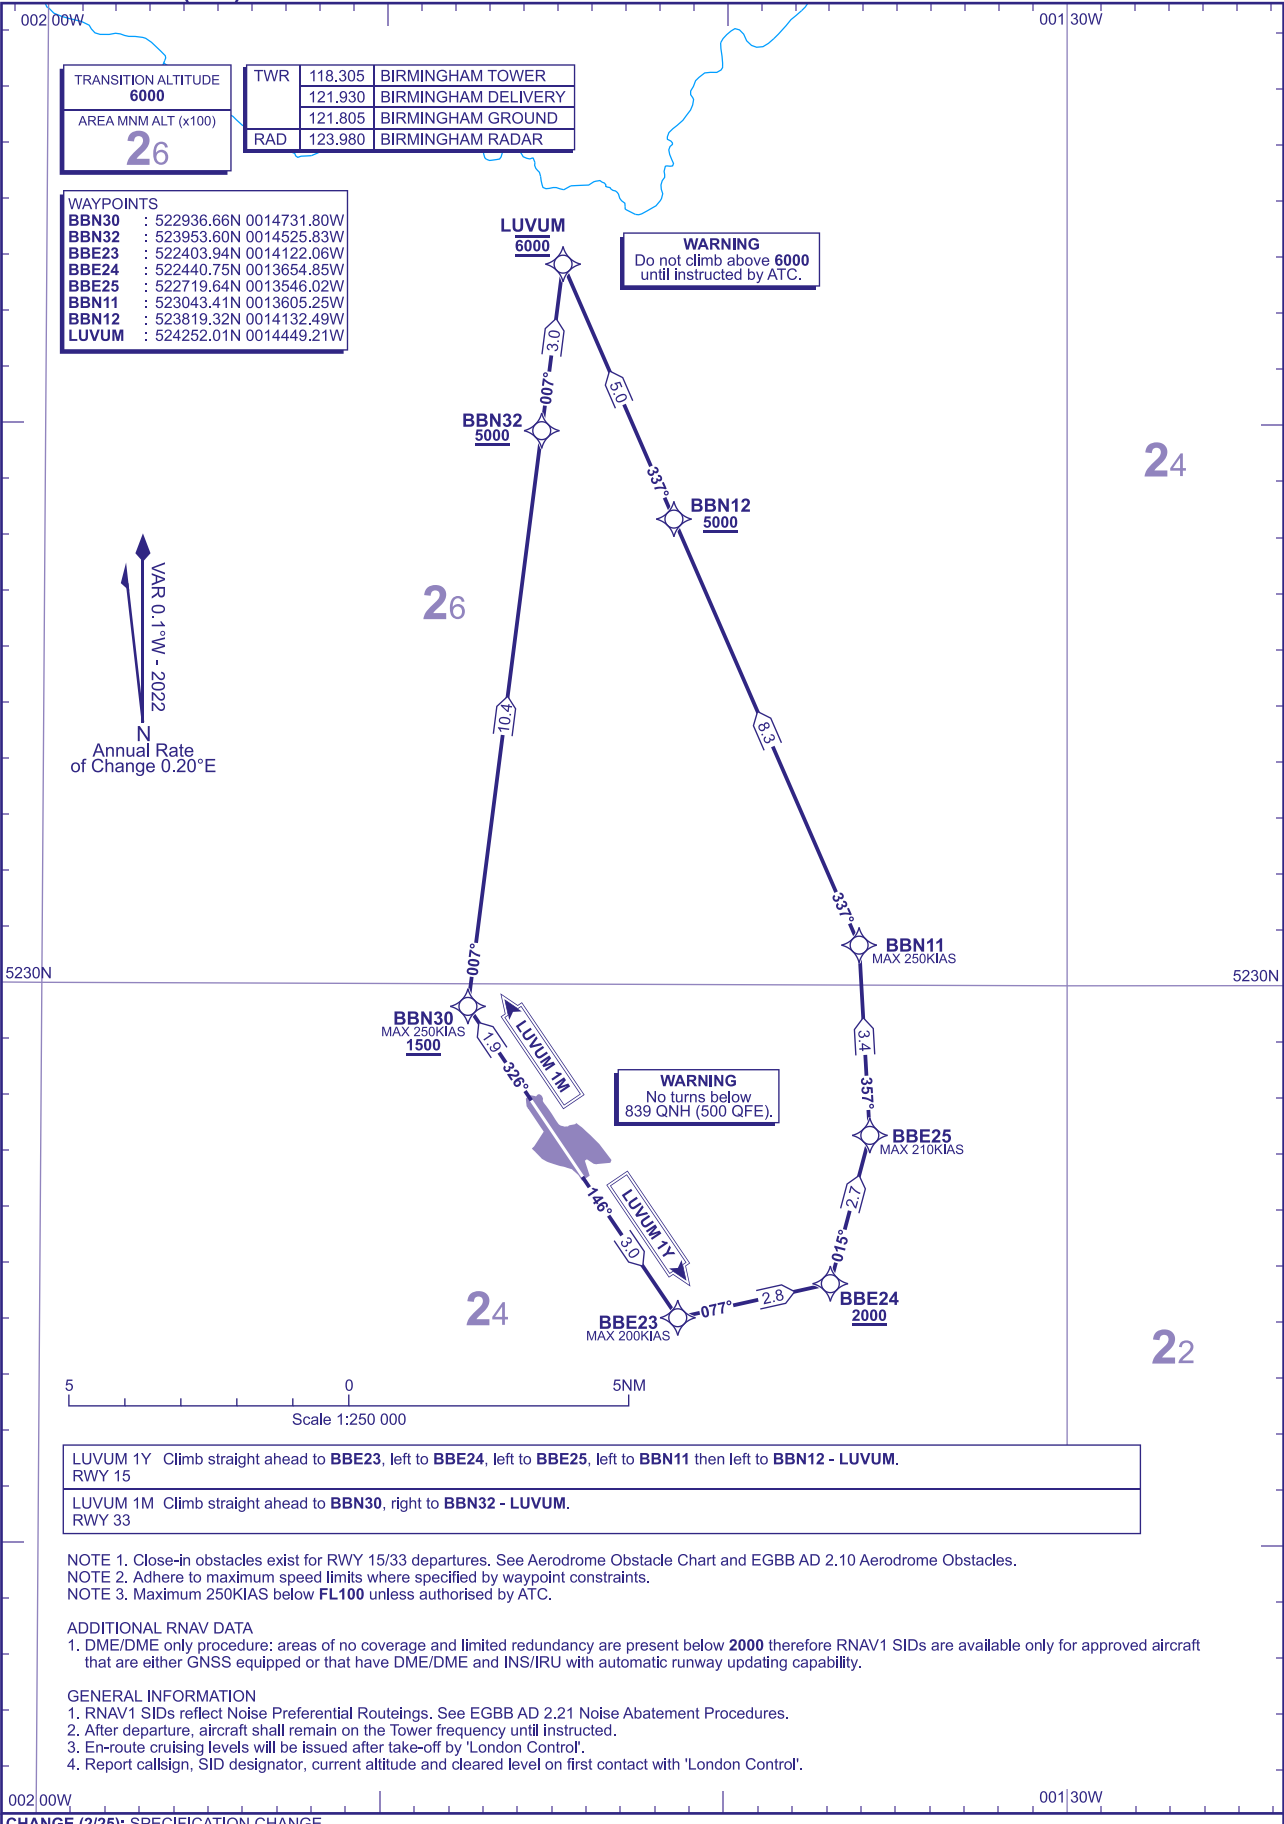 002 00W
001 30W
TRANSITION ALTITUDE
6000
AREA MNM ALT (x100)
26
TWR 118.305 BIRMINGHAM TOWER
121.930 BIRMINGHAM DELIVERY
121.805 BIRMINGHAM GROUND
RAD 123.980 BIRMINGHAM RADAR
WAYPOINTS
BBN30 : 522936.66N 0014731.80W
BBN32 : 523953.60N 0014525.83W
BBE23 : 522403.94N 0014122.06W
BBE24 : 522440.75N 0013654.85W
BBE25 : 522719.64N 0013546.02W
BBN11 : 523043.41N 0013605.25W
BBN12 : 523819.32N 0014132.49W
LUVUM : 524252.01N 0014449.21W
LUVUM
6000
WARNING
Do not climb above 6000
until instructed by ATC.
3.0
007°
5.0
BBN32
5000
337°
24
BBN12
5000
VAR 0.1°W - 2022
N
Annual Rate
of Change 0.20°E
26
10.4
8.3
337°
007°
BBN11
MAX 250KIAS
5230N
5230N
BBN30
MAX 250KIAS
1500
1.9
326°
LUVUM 1M
3.4
357°
WARNING
No turns below
839 QNH (500 QFE).
BBE25
MAX 210KIAS
146°
LUVUM 1Y
3.0
2.7
015°
24
BBE23
MAX 200KIAS
077°
2.8
BBE24
2000
22
5 0 5NM
Scale 1:250 000
LUVUM 1Y Climb straight ahead to BBE23, left to BBE24, left to BBE25, left to BBN11 then left to BBN12 - LUVUM.
RWY 15
LUVUM 1M Climb straight ahead to BBN30, right to BBN32 - LUVUM.
RWY 33
NOTE 1. Close-in obstacles exist for RWY 15/33 departures. See Aerodrome Obstacle Chart and EGBB AD 2.10 Aerodrome Obstacles.
NOTE 2. Adhere to maximum speed limits where specified by waypoint constraints.
NOTE 3. Maximum 250KIAS below FL100 unless authorised by ATC.
ADDITIONAL RNAV DATA
1. DME/DME only procedure: areas of no coverage and limited redundancy are present below 2000 therefore RNAV1 SIDs are available only for approved aircraft
that are either GNSS equipped or that have DME/DME and INS/IRU with automatic runway updating capability.
GENERAL INFORMATION
1. RNAV1 SIDs reflect Noise Preferential Routeings. See EGBB AD 2.21 Noise Abatement Procedures.
2. After departure, aircraft shall remain on the Tower frequency until instructed.
3. En-route cruising levels will be issued after take-off by 'London Control'.
4. Report callsign, SID designator, current altitude and cleared level on first contact with 'London Control'.
002 00W
001 30W
CHANGE (2/25): SPECIFICATION CHANGE